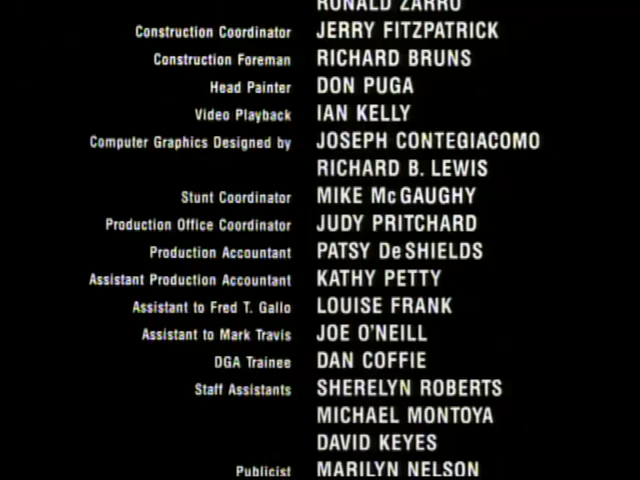 RONALD ZARRO
Construction Coordinator JERRY FITZPATRICK
Construction Foreman RICHARD BRUNS
Head Painter DON PUGA
Video Playback IAN KELLY
Computer Graphics Designed by JOSEPH CONTEGIACOMO
RICHARD B. LEWIS
Stunt Coordinator MIKE McGAUGHY
Production Office Coordinator JUDY PRITCHARD
Production Accountant PATSY DeSHIELDS
Assistant Production Accountant KATHY PETTY
Assistant to Fred T. Gallo LOUISE FRANK
Assistant to Mark Travis JOE O'NEILL
DGA Trainee DAN COFFIE
Staff Assistants SHERELYN ROBERTS
MICHAEL MONTOYA
DAVID KEYES
Publicist MARILYN NELSON